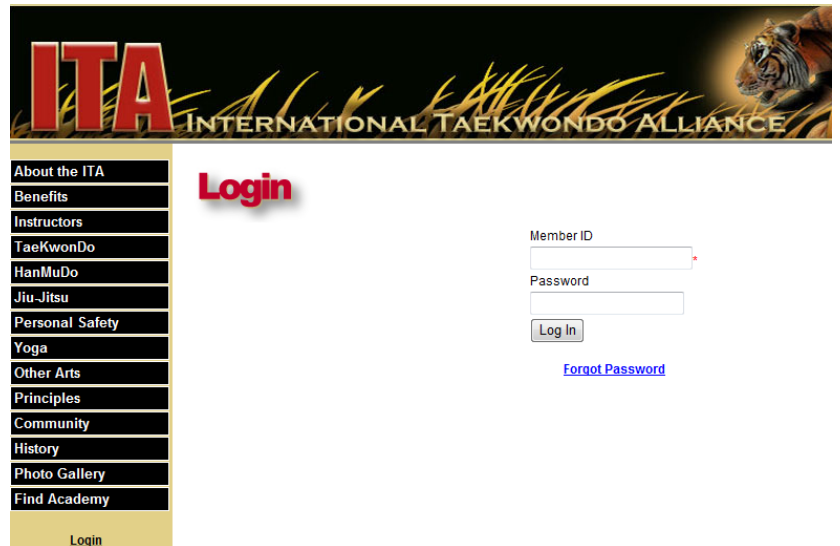 ITA
INTERNATIONAL TAEKWONDO ALLIANCE
About the ITA
Benefits
Instructors
TaeKwonDo
HanMuDo
Jiu-Jitsu
Personal Safety
Yoga
Other Arts
Principles
Community
History
Photo Gallery
Find Academy
Login
Login
Member ID
*
Password
Log In
Forgot Password